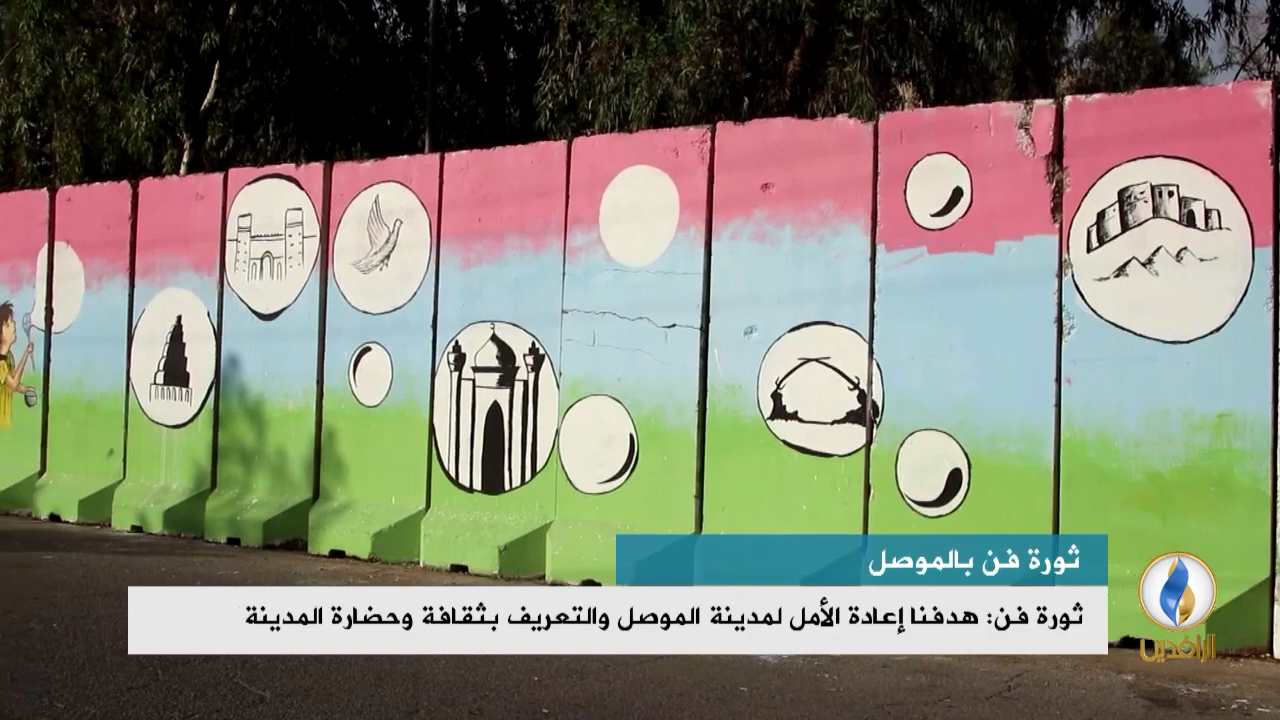 ثورة فن بالموصل
ثورة فن: هدفنا إعادة الأمل لمدينة الموصل والتعريف بثقافة وحضارة المدينة
الرافدين